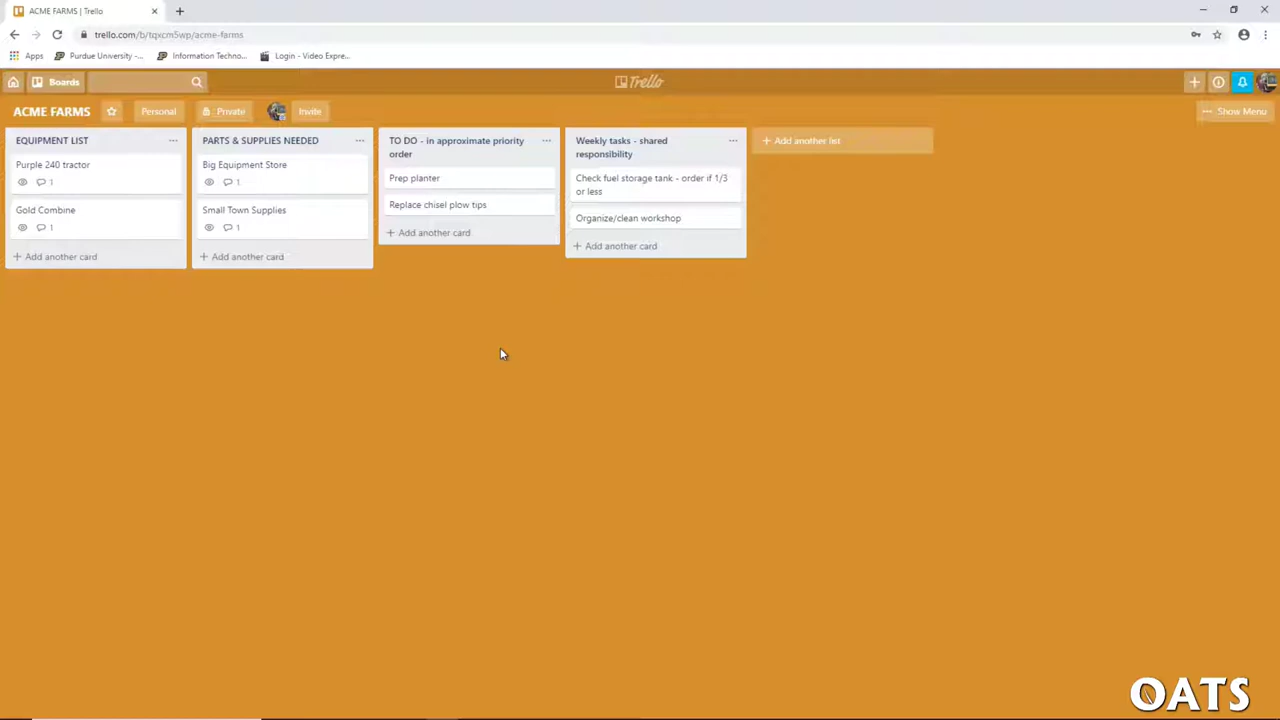 ACME FARMS | Trello
trello.com/b/tqxcm5wp/acme-farms
Apps Purdue University -... Information Techno... Login - Video Expre...
Boards
Trello
ACME FARMS Personal Private Invite ... Show Menu
EQUIPMENT LIST
Purple 240 tractor
1
Gold Combine
1
+ Add another card
PARTS & SUPPLIES NEEDED
Big Equipment Store
1
Small Town Supplies
1
+ Add another card
TO DO - in approximate priority
order
Prep planter
Replace chisel plow tips
+ Add another card
Weekly tasks - shared
responsibility
Check fuel storage tank - order if 1/3
or less
Organize/clean workshop
+ Add another card
+ Add another list
OATS